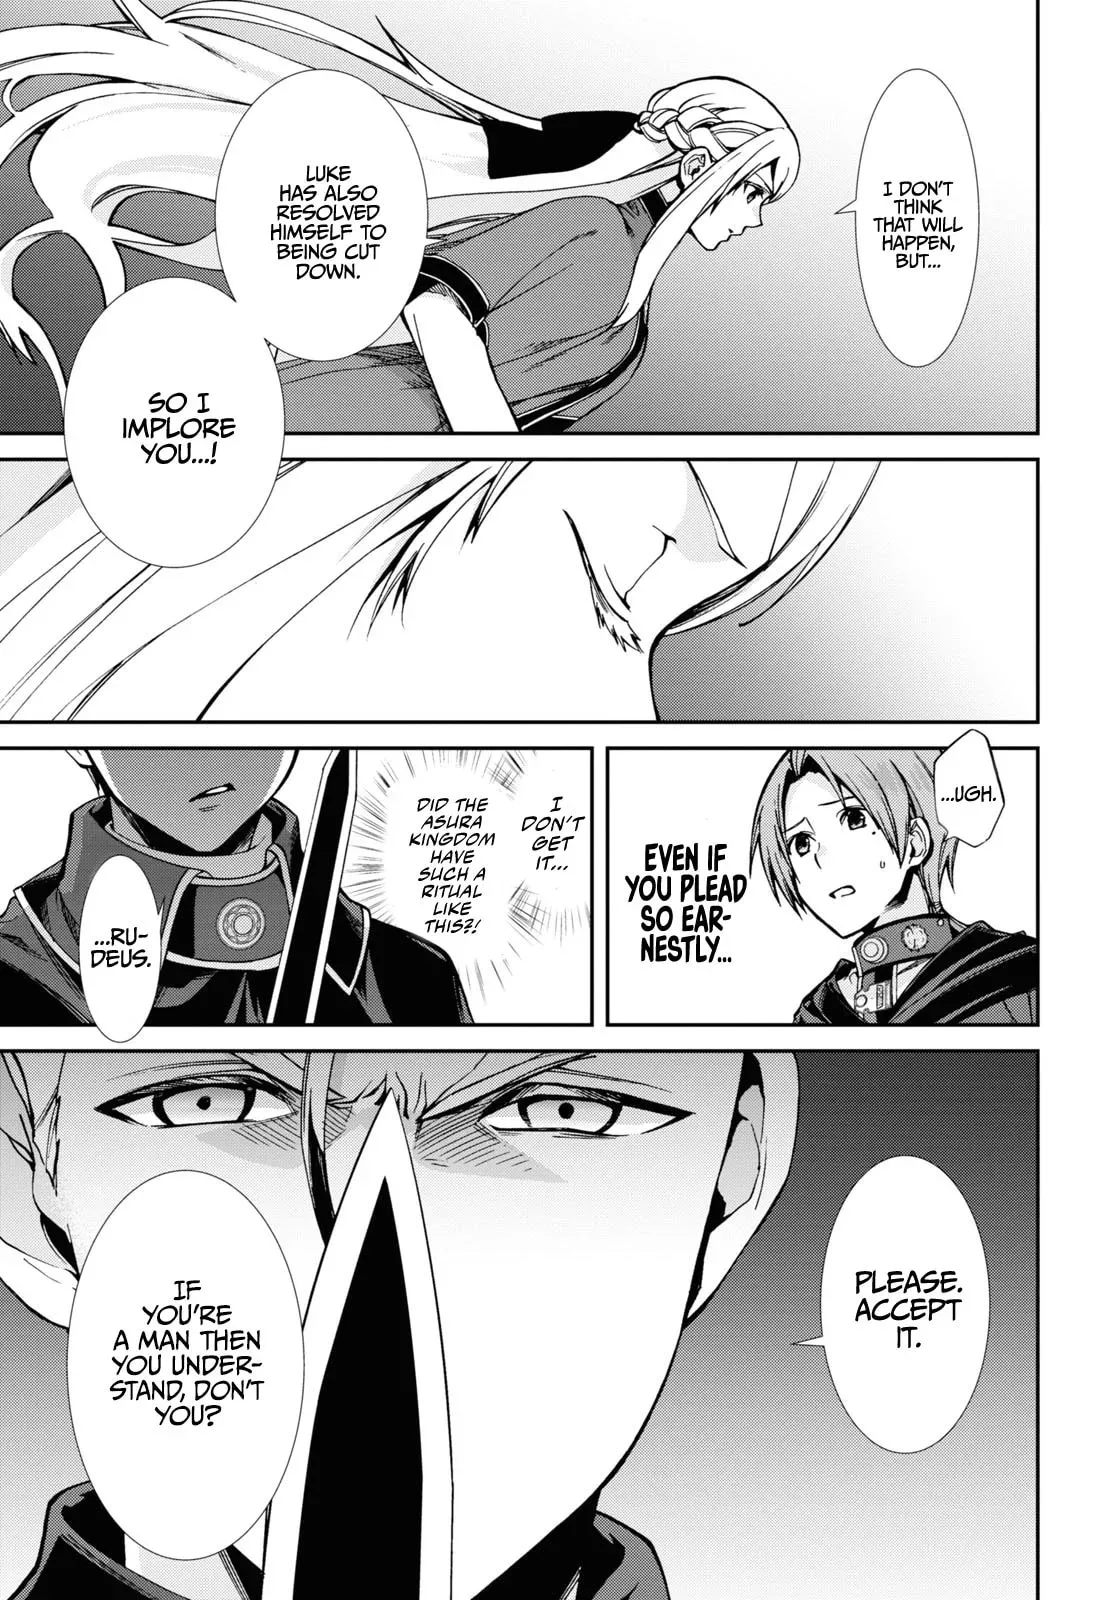 I DON'T
THINK
THAT WILL
HAPPEN,
BUT...
LUKE
HAS ALSO
RESOLVED
HIMSELF TO
BEING CUT
DOWN.
SO I
IMPLORE
YOU...!
...UGH.
EVEN IF
YOU PLEAD
SO EAR-
NESTLY...
I
DON'T
GET
IT...
DID THE
ASURA
KINGDOM
HAVE
SUCH A
RITUAL
LIKE
THIS?!
...RU-
DEUS.
PLEASE.
ACCEPT
IT.
IF
YOU'RE
A MAN THEN
YOU UNDER-
STAND, DON'T
YOU?